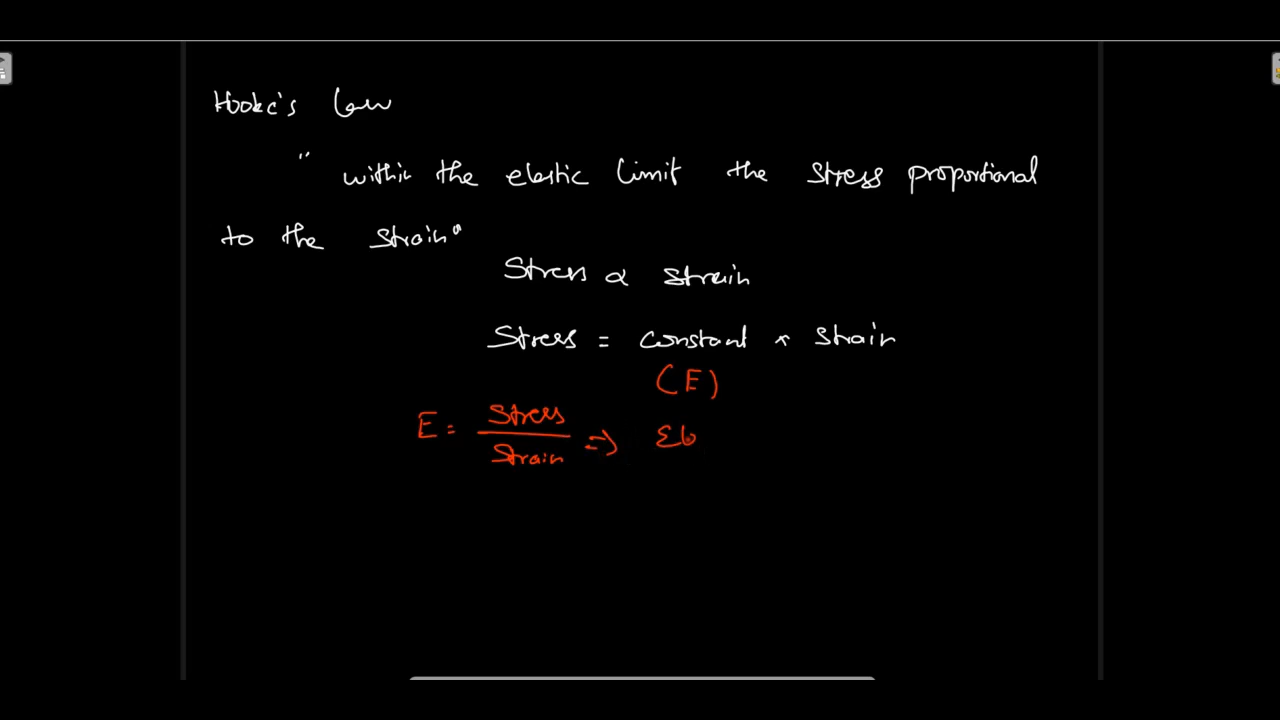 Hooke's law
" within the elastic limit the stress proportional
to the strain"
Stress ∝ strain
Stress = constant × strain
(E)
E = Stress / Strain ⇒